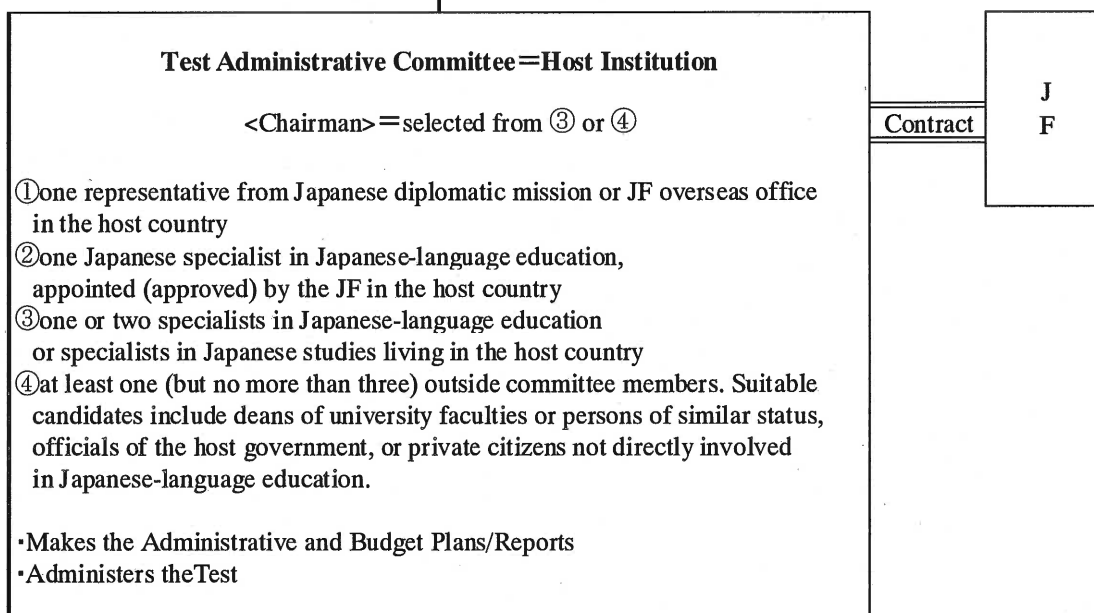 Test Administrative Committee＝Host Institution
<Chairman>＝selected from ③ or ④
①one representative from Japanese diplomatic mission or JF overseas office
in the host country
②one Japanese specialist in Japanese-language education,
appointed (approved) by the JF in the host country
③one or two specialists in Japanese-language education
or specialists in Japanese studies living in the host country
④at least one (but no more than three) outside committee members. Suitable
candidates include deans of university faculties or persons of similar status,
officials of the host government, or private citizens not directly involved
in Japanese-language education.
・Makes the Administrative and Budget Plans/Reports
・Administers theTest
Contract
J
F